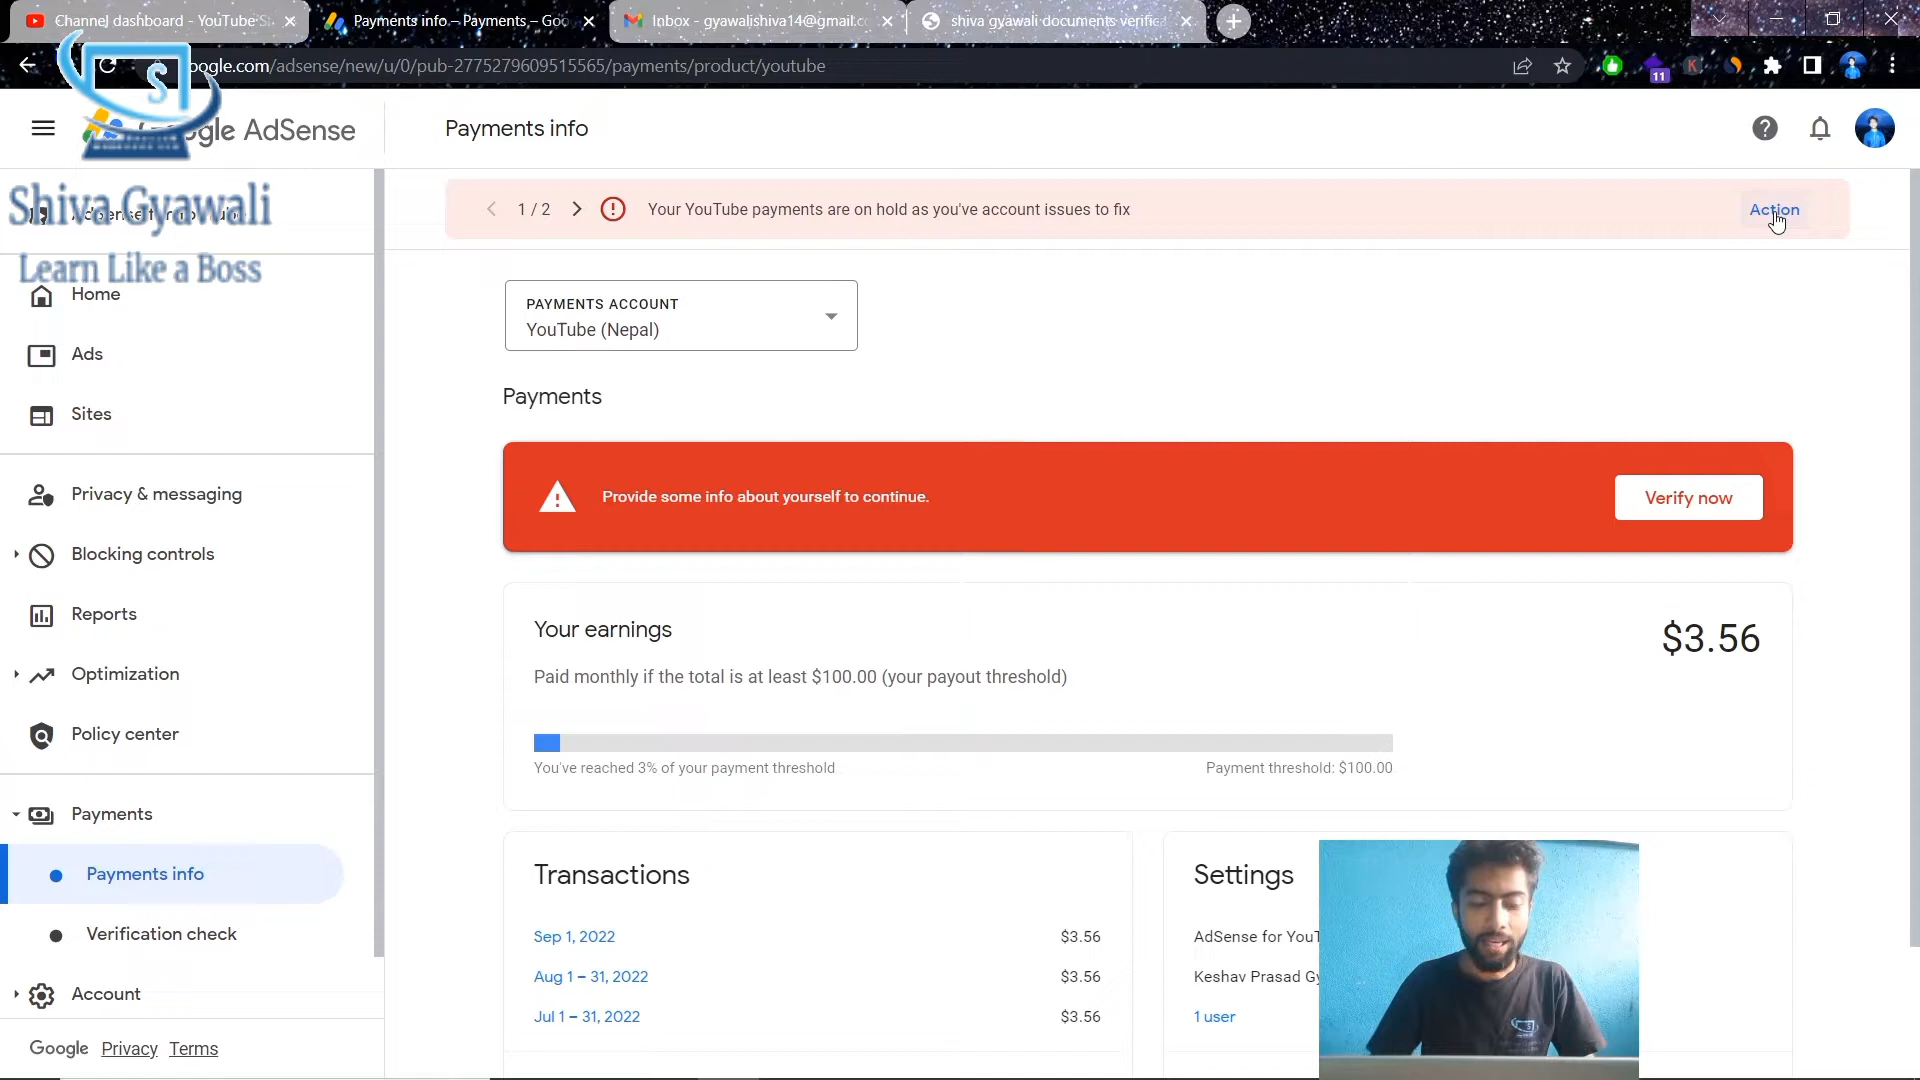 Channel dashboard - YouTube St
Payments info – Payments – Goo
Inbox - gyawalishiva14@gmail.c
shiva gyawali documents verific
oogle.com/adsense/new/u/0/pub-2775279609515565/payments/product/youtube
11
S
Google AdSense
Payments info
Shiva Gyawali
Learn Like a Boss
1 / 2
Your YouTube payments are on hold as you've account issues to fix
Action
Home
Ads
Sites
Privacy & messaging
Blocking controls
Reports
Optimization
Policy center
Payments
Payments info
Verification check
Account
Google Privacy Terms
PAYMENTS ACCOUNT
YouTube (Nepal)
Payments
Provide some info about yourself to continue.
Verify now
Your earnings
$3.56
Paid monthly if the total is at least $100.00 (your payout threshold)
You've reached 3% of your payment threshold
Payment threshold: $100.00
Transactions
Sep 1, 2022 $3.56
Aug 1 – 31, 2022 $3.56
Jul 1 – 31, 2022 $3.56
Settings
AdSense for YouT
Keshav Prasad Gy
1 user